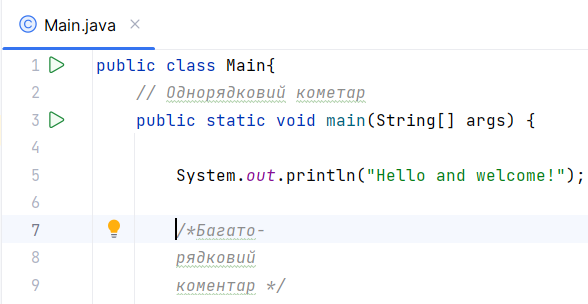 Main.java
1 public class Main{
2 // Однорядковий кометар
3 public static void main(String[] args) {
4
5 System.out.println("Hello and welcome!");
6
7 /*Багато-
8 рядковий
9 коментар */